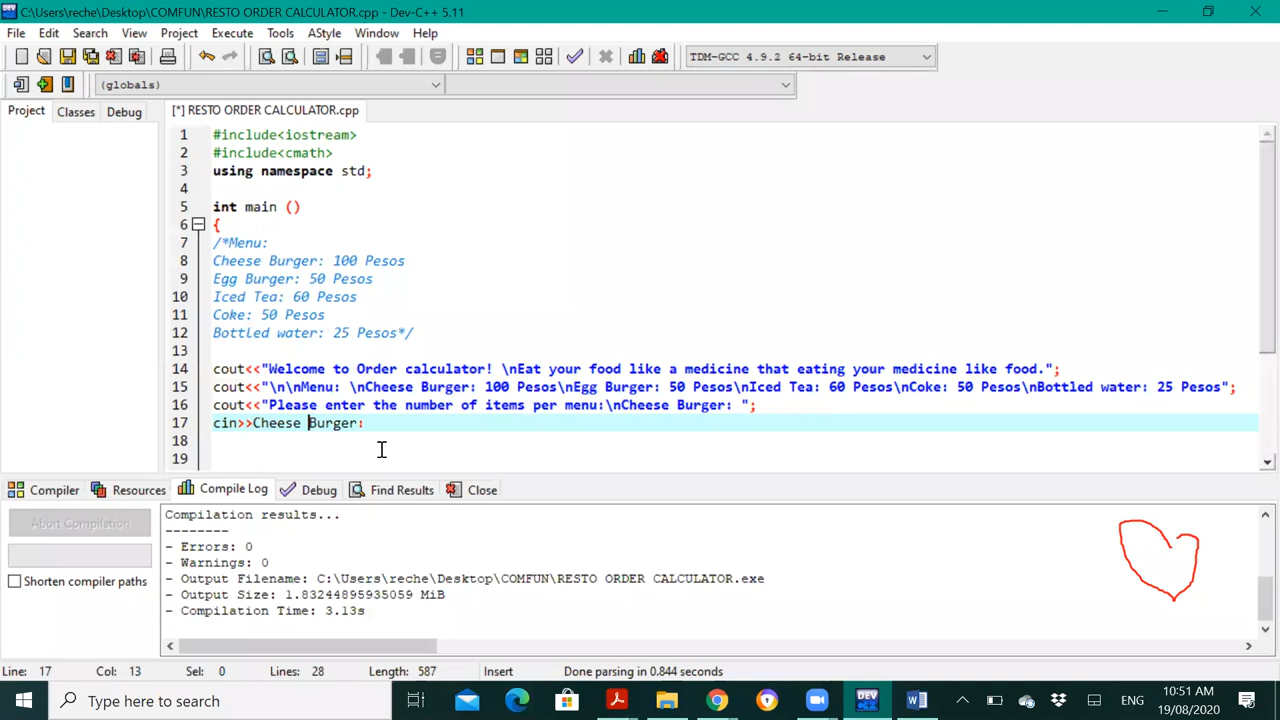 C:\Users\reche\Desktop\COMFUN\RESTO ORDER CALCULATOR.cpp - Dev-C++ 5.11
File Edit Search View Project Execute Tools AStyle Window Help
TDM-GCC 4.9.2 64-bit Release
(globals)
Project Classes Debug
[*] RESTO ORDER CALCULATOR.cpp
1 #include<iostream>
2 #include<cmath>
3 using namespace std;
4
5 int main ()
6 {
7 /*Menu:
8 Cheese Burger: 100 Pesos
9 Egg Burger: 50 Pesos
10 Iced Tea: 60 Pesos
11 Coke: 50 Pesos
12 Bottled water: 25 Pesos*/
13
14 cout<<"Welcome to Order calculator! \nEat your food like a medicine that eating your medicine like food.";
15 cout<<"\n\nMenu: \nCheese Burger: 100 Pesos\nEgg Burger: 50 Pesos\nIced Tea: 60 Pesos\nCoke: 50 Pesos\nBottled water: 25 Pesos";
16 cout<<"Please enter the number of items per menu:\nCheese Burger: ";
17 cin>>Cheese Burger:
18
19
Compiler Resources Compile Log Debug Find Results Close
Abort Compilation
Shorten compiler paths
Compilation results...
--------
- Errors: 0
- Warnings: 0
- Output Filename: C:\Users\reche\Desktop\COMFUN\RESTO ORDER CALCULATOR.exe
- Output Size: 1.83244895935059 MiB
- Compilation Time: 3.13s
Line: 17 Col: 13 Sel: 0 Lines: 28 Length: 587 Insert Done parsing in 0.844 seconds
Type here to search
ENG
10:51 AM
19/08/2020